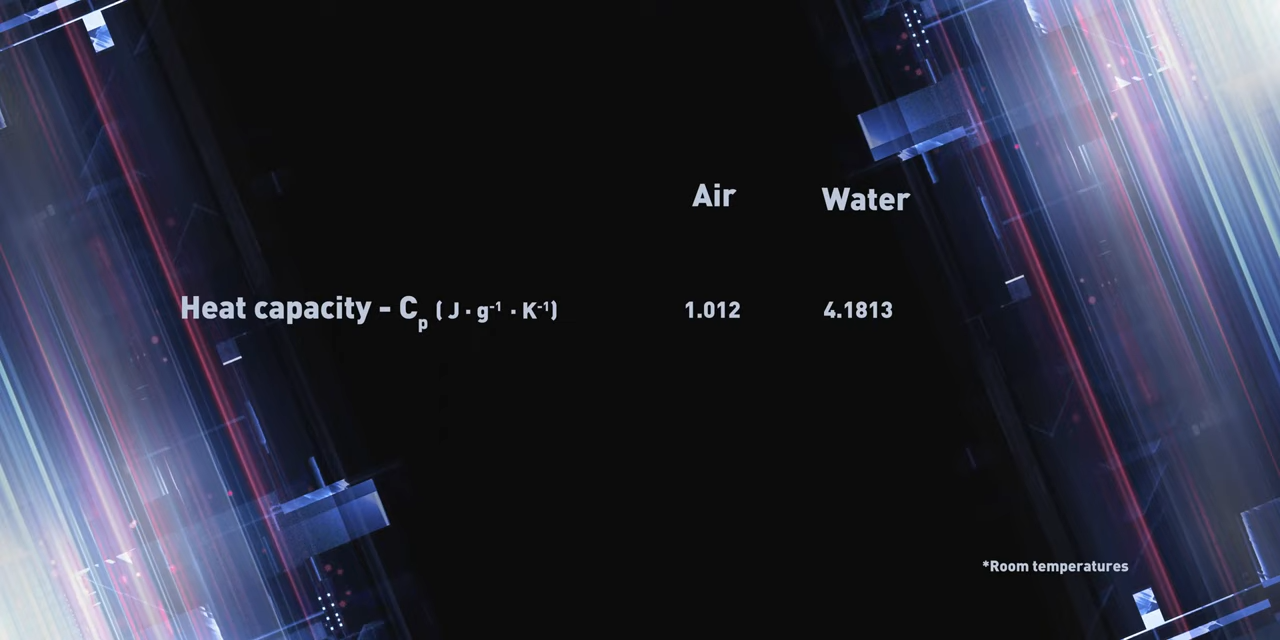 Air Water
Heat capacity - Cp ( J · g⁻¹ · K⁻¹) 1.012 4.1813
*Room temperatures